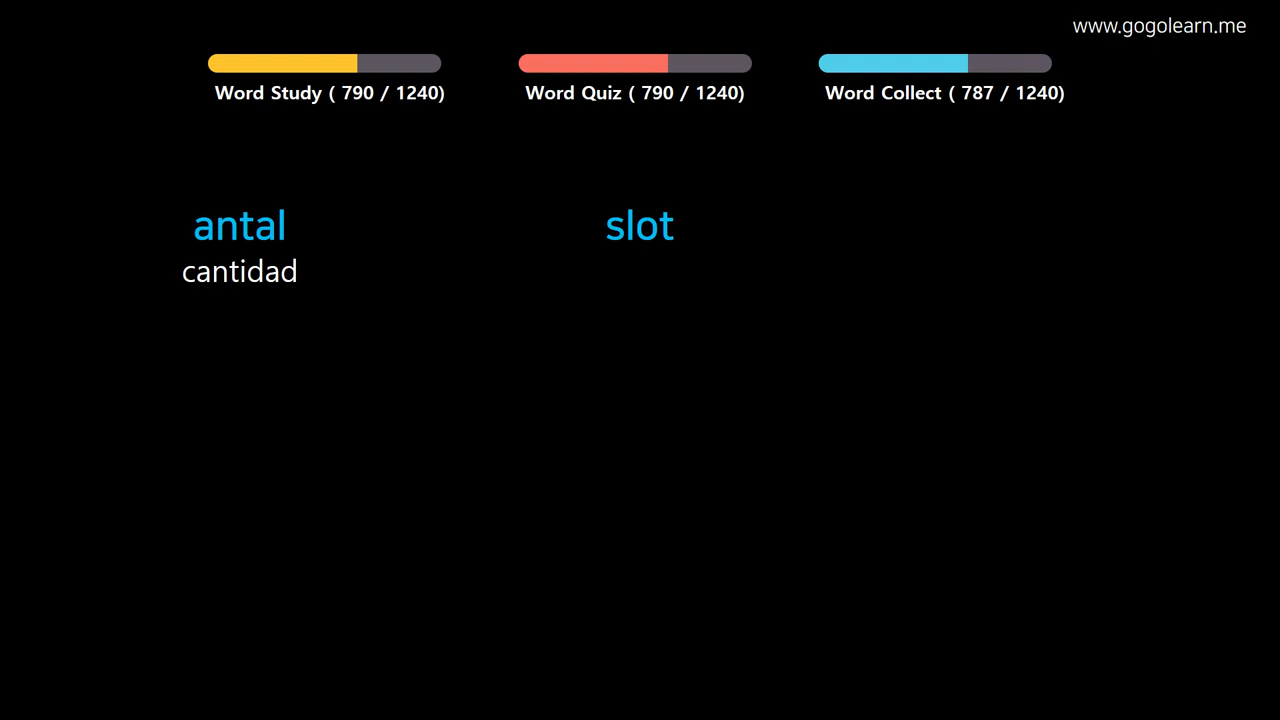 www.gogolearn.me
Word Study ( 790 / 1240)
Word Quiz ( 790 / 1240)
Word Collect ( 787 / 1240)
antal
slot
cantidad